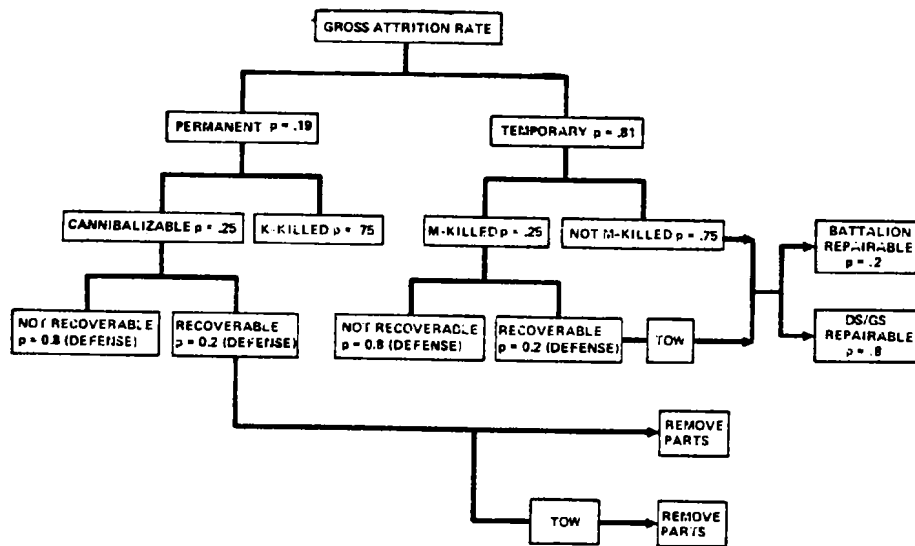 GROSS ATTRITION RATE
PERMANENT p = .19
TEMPORARY p = .81
CANNIBALIZABLE p = .25
K-KILLED p = .75
M-KILLED p = .25
NOT M-KILLED p = .75
BATTALION
REPAIRABLE
p = .2
NOT RECOVERABLE
p = 0.8 (DEFENSE)
RECOVERABLE
p = 0.2 (DEFENSE)
NOT RECOVERABLE
p = 0.8 (DEFENSE)
RECOVERABLE
p = 0.2 (DEFENSE)
TOW
DS/GS
REPAIRABLE
p = .8
REMOVE
PARTS
TOW
REMOVE
PARTS